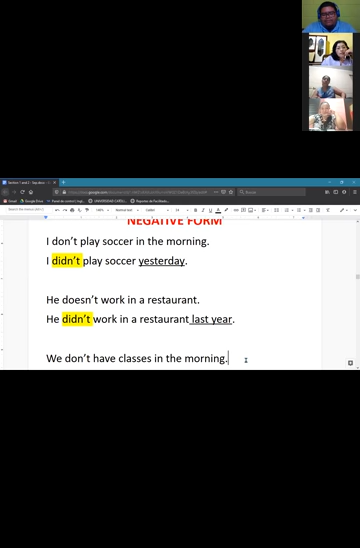 NEGATIVE FORM
I don't play soccer in the morning.
I didn't play soccer yesterday.
He doesn't work in a restaurant.
He didn't work in a restaurant last year.
We don't have classes in the morning.